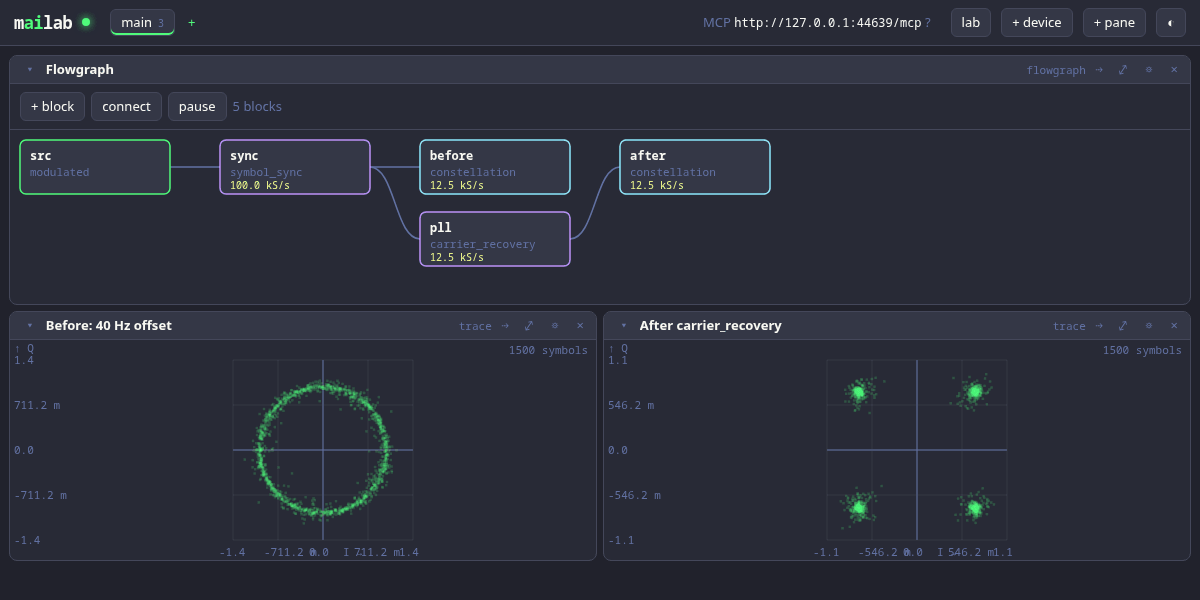 mailab main 3 + MCP http://127.0.0.1:44639/mcp ? lab + device + pane
Flowgraph flowgraph
+ block connect pause 5 blocks
src
modulated
sync
symbol_sync
100.0 kS/s
before
constellation
12.5 kS/s
after
constellation
12.5 kS/s
pll
carrier_recovery
12.5 kS/s
Before: 40 Hz offset trace
↑ Q 1500 symbols
1.4
711.2 m
0.0
-711.2 m
-1.4
-1.4 -711.2 m 0.0 I 711.2 m 1.4
After carrier_recovery trace
↑ Q 1500 symbols
1.1
546.2 m
0.0
-546.2 m
-1.1
-1.1 -546.2 m 0.0 I 546.2 m 1.1